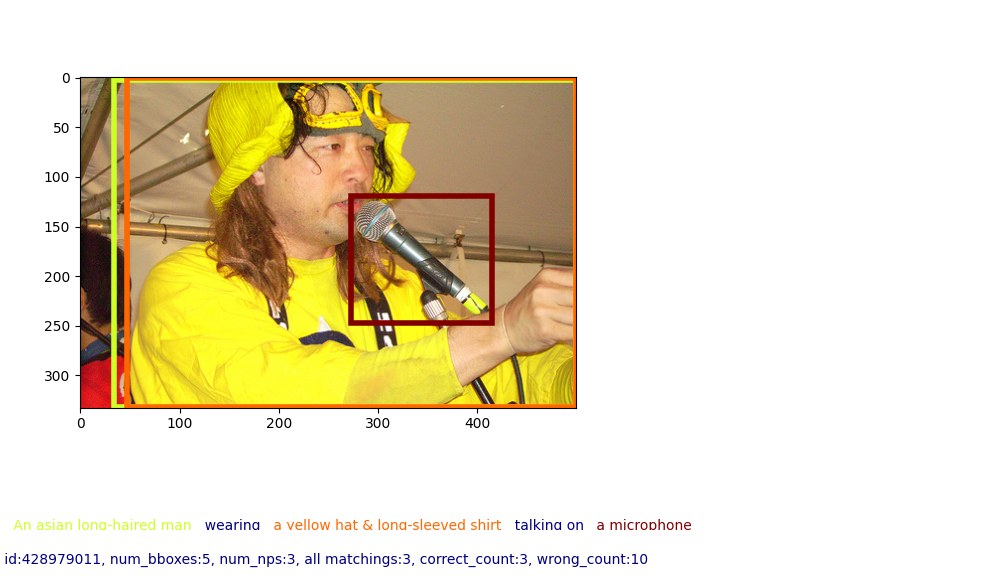 0
50
100
150
200
250
300
0 100 200 300 400
An asian long-haired man wearing a yellow hat & long-sleeved shirt talking on a microphone
id:428979011, num_bboxes:5, num_nps:3, all matchings:3, correct_count:3, wrong_count:10